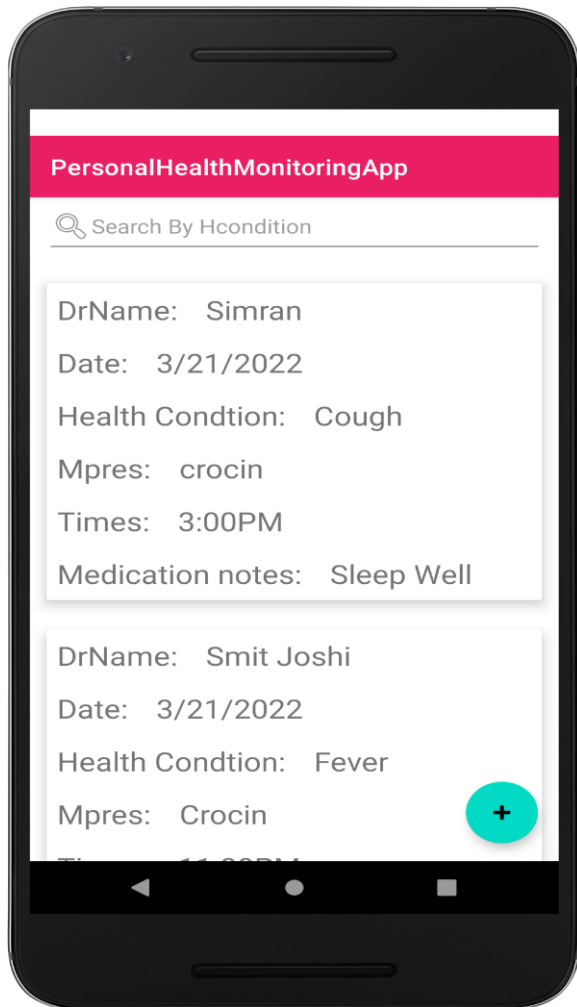 PersonalHealthMonitoringApp
Search By Hcondition
DrName: Simran
Date: 3/21/2022
Health Condtion: Cough
Mpres: crocin
Times: 3:00PM
Medication notes: Sleep Well
DrName: Smit Joshi
Date: 3/21/2022
Health Condtion: Fever
Mpres: Crocin
+